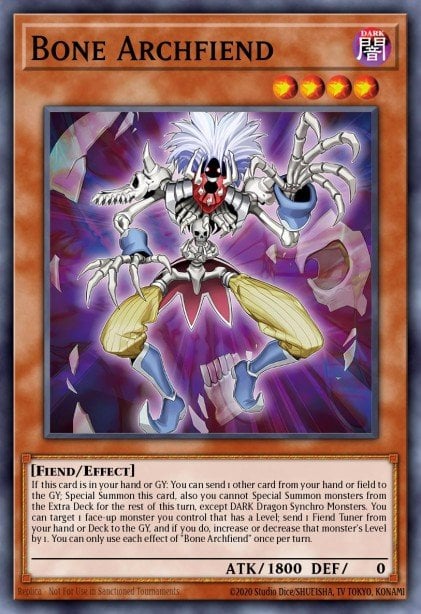 BONE ARCHFIEND
DARK
闇
[FIEND/EFFECT]
If this card is in your hand or GY: You can send 1 other card from your hand or field to
the GY; Special Summon this card, also you cannot Special Summon monsters from
the Extra Deck for the rest of this turn, except DARK Dragon Synchro Monsters. You
can target 1 face-up monster you control that has a Level; send 1 Fiend Tuner from
your hand or Deck to the GY, and if you do, increase or decrease that monster's Level
by 1. You can only use each effect of "Bone Archfiend" once per turn.
ATK/1800 DEF/ 0
Replica - Not For Use in Sanctioned Tournaments
©2020 Studio Dice/SHUEISHA, TV TOKYO, KONAMI